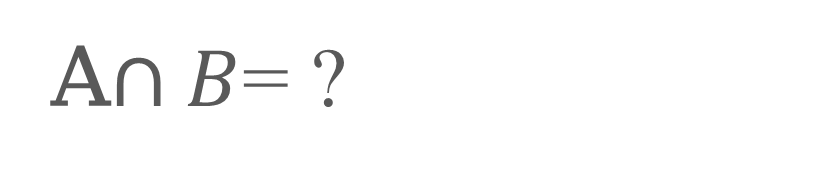 A∩ B= ?